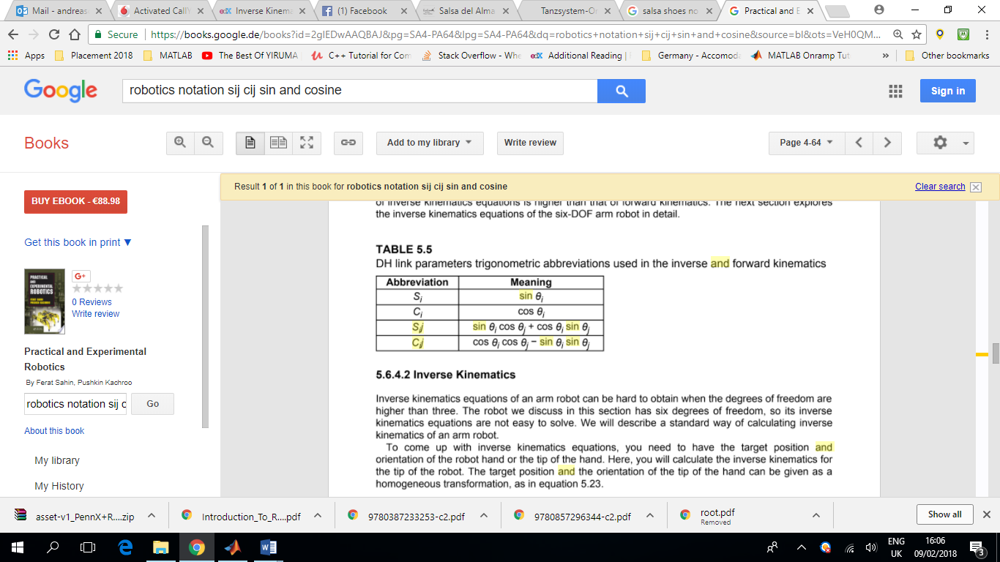 Mail - andreas
Activated CallY
Inverse Kinema
(1) Facebook
Salsa del Alma
Tanzsystem-On
salsa shoes no
Practical and E
Secure https://books.google.de/books?id=2gIEDwAAQBAJ&pg=SA4-PA64&lpg=SA4-PA64&dq=robotics+notation+sij+cij+sin+and+cosine&source=bl&ots=VeH0QM...
Apps Placement 2018 MATLAB The Best Of YIRUMA C++ Tutorial for Com Stack Overflow - Whe Additional Reading | Germany - Accomoda MATLAB Onramp Tut » Other bookmarks
Google
robotics notation sij cij sin and cosine
Sign in
Books
Add to my library
Write review
Page 4-64
Result 1 of 1 in this book for robotics notation sij cij sin and cosine
Clear search
BUY EBOOK - €88.98
Get this book in print ▼
PRACTICAL AND EXPERIMENTAL ROBOTICS
G+
0 Reviews
Write review
Practical and Experimental
Robotics
By Ferat Sahin, Pushkin Kachroo
robotics notation sij c
Go
About this book
My library
My History
of inverse kinematics equations is higher than that of forward kinematics. The next section explores
the inverse kinematics equations of the six-DOF arm robot in detail.
TABLE 5.5
DH link parameters trigonometric abbreviations used in the inverse and forward kinematics
Abbreviation Meaning
Si sin θi
Ci cos θi
Sij sin θi cos θj + cos θi sin θj
Cij cos θi cos θj − sin θi sin θj
5.6.4.2 Inverse Kinematics
Inverse kinematics equations of an arm robot can be hard to obtain when the degrees of freedom are
higher than three. The robot we discuss in this section has six degrees of freedom, so its inverse
kinematics equations are not easy to solve. We will describe a standard way of calculating inverse
kinematics of an arm robot.
To come up with inverse kinematics equations, you need to have the target position and
orientation of the robot hand or the tip of the hand. Here, you will calculate the inverse kinematics for
the tip of the robot. The target position and the orientation of the tip of the hand can be given as a
homogeneous transformation, as in equation 5.23.
asset-v1_PennX+R....zip
Introduction_To_R....pdf
9780387233253-c2.pdf
9780857296344-c2.pdf
root.pdf
Removed
Show all
ENG
UK
16:06
09/02/2018
3